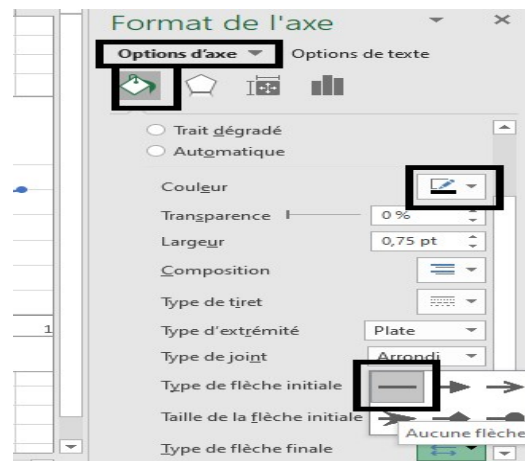 Format de l'axe
Options d'axe Options de texte
Trait dégradé
Automatique
Couleur
Transparence 0 %
Largeur 0,75 pt
Composition
Type de tiret
1
Type d'extrémité Plate
Type de joint Arrondi
Type de flèche initiale
Taille de la flèche initiale
Aucune flèche
Type de flèche finale